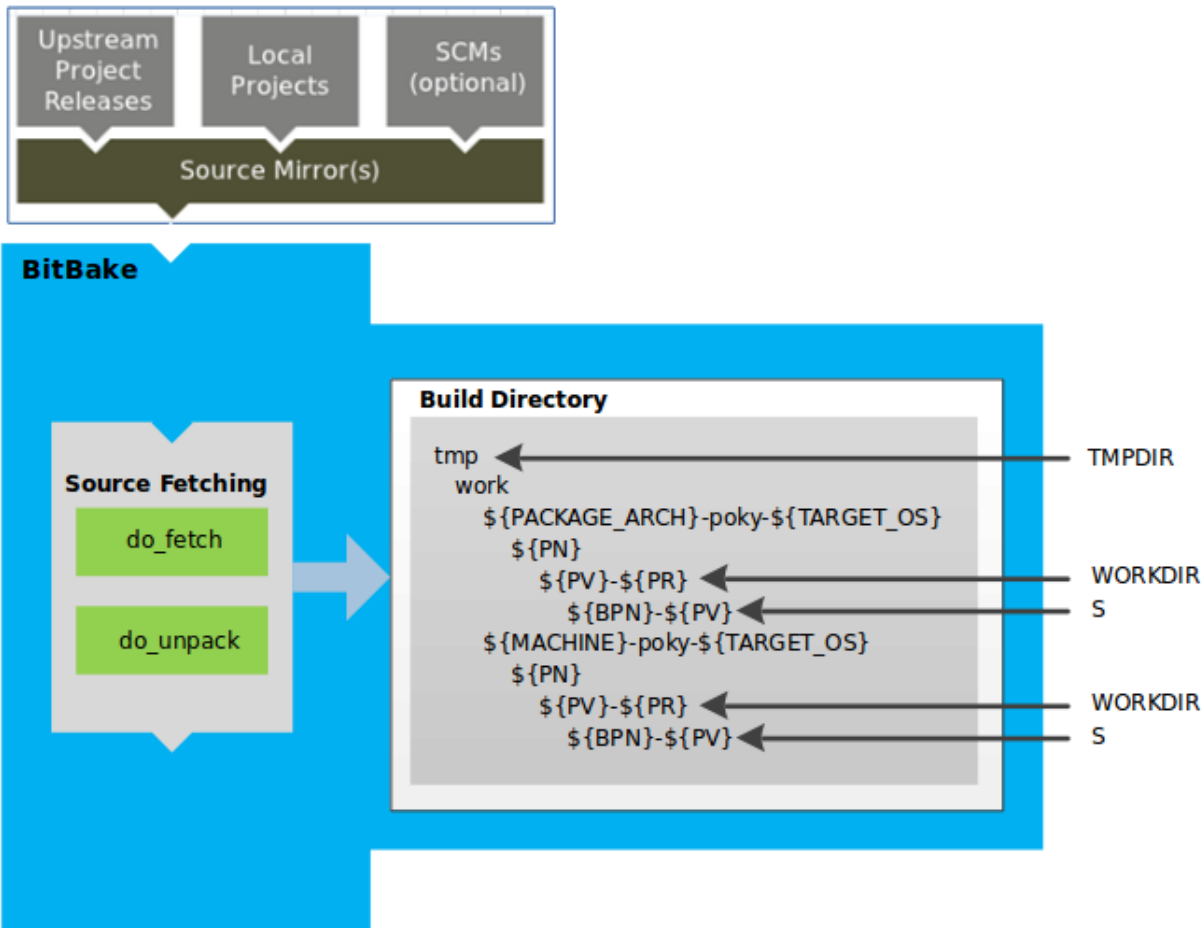 Upstream
Project
Releases
Local
Projects
SCMs
(optional)
Source Mirror(s)
BitBake
Source Fetching
do_fetch
do_unpack
Build Directory
tmp
work
${PACKAGE_ARCH}-poky-${TARGET_OS}
${PN}
${PV}-${PR}
${BPN}-${PV}
${MACHINE}-poky-${TARGET_OS}
${PN}
${PV}-${PR}
${BPN}-${PV}
TMPDIR
WORKDIR
S
WORKDIR
S